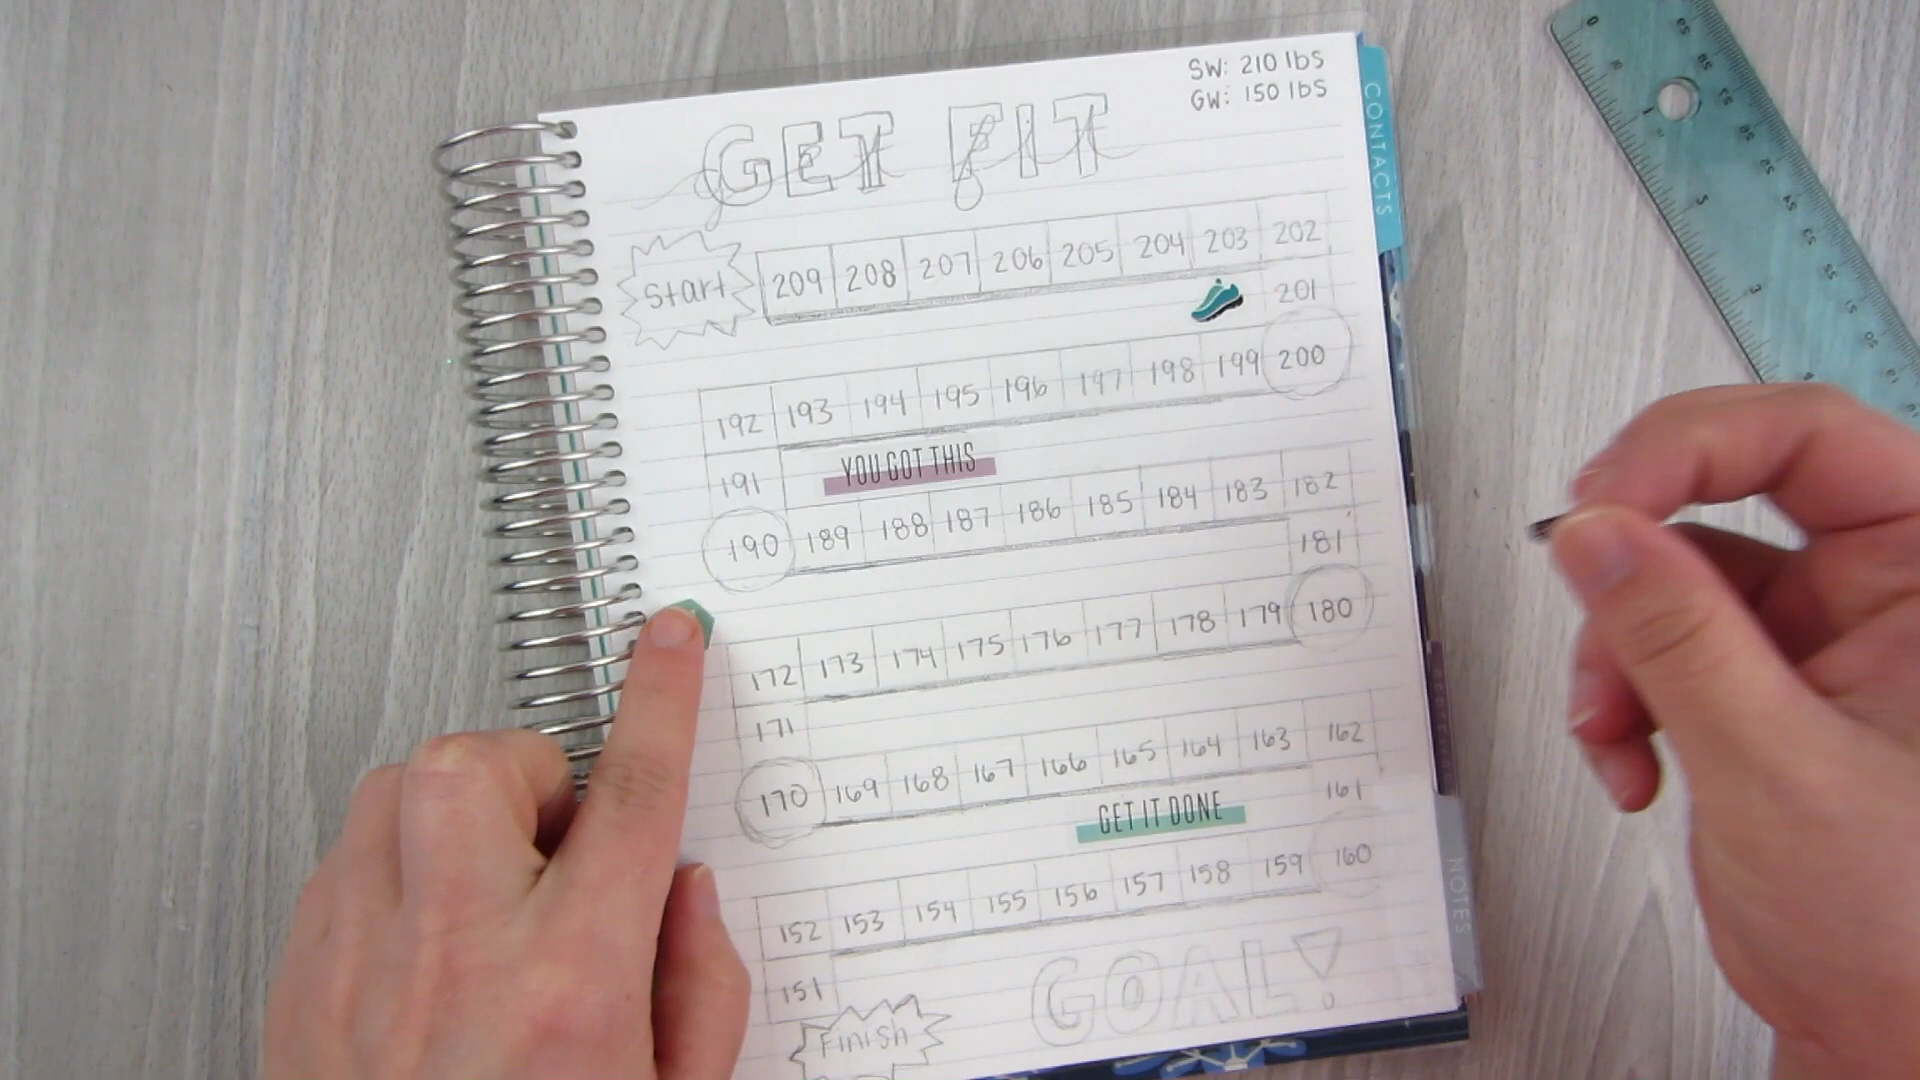 SW: 210 lbs
GW: 150 lbs
GET FIT
CONTACTS
Start 209 208 207 206 205 204 203 202
201
192 193 194 195 196 197 198 199 200
191 YOU GOT THIS
190 189 188 187 186 185 184 183 182
181
172 173 174 175 176 177 178 179 180
171
170 169 168 167 166 165 164 163 162
GET IT DONE 161
152 153 154 155 156 157 158 159 160
NOTES
151
GOAL!
Finish